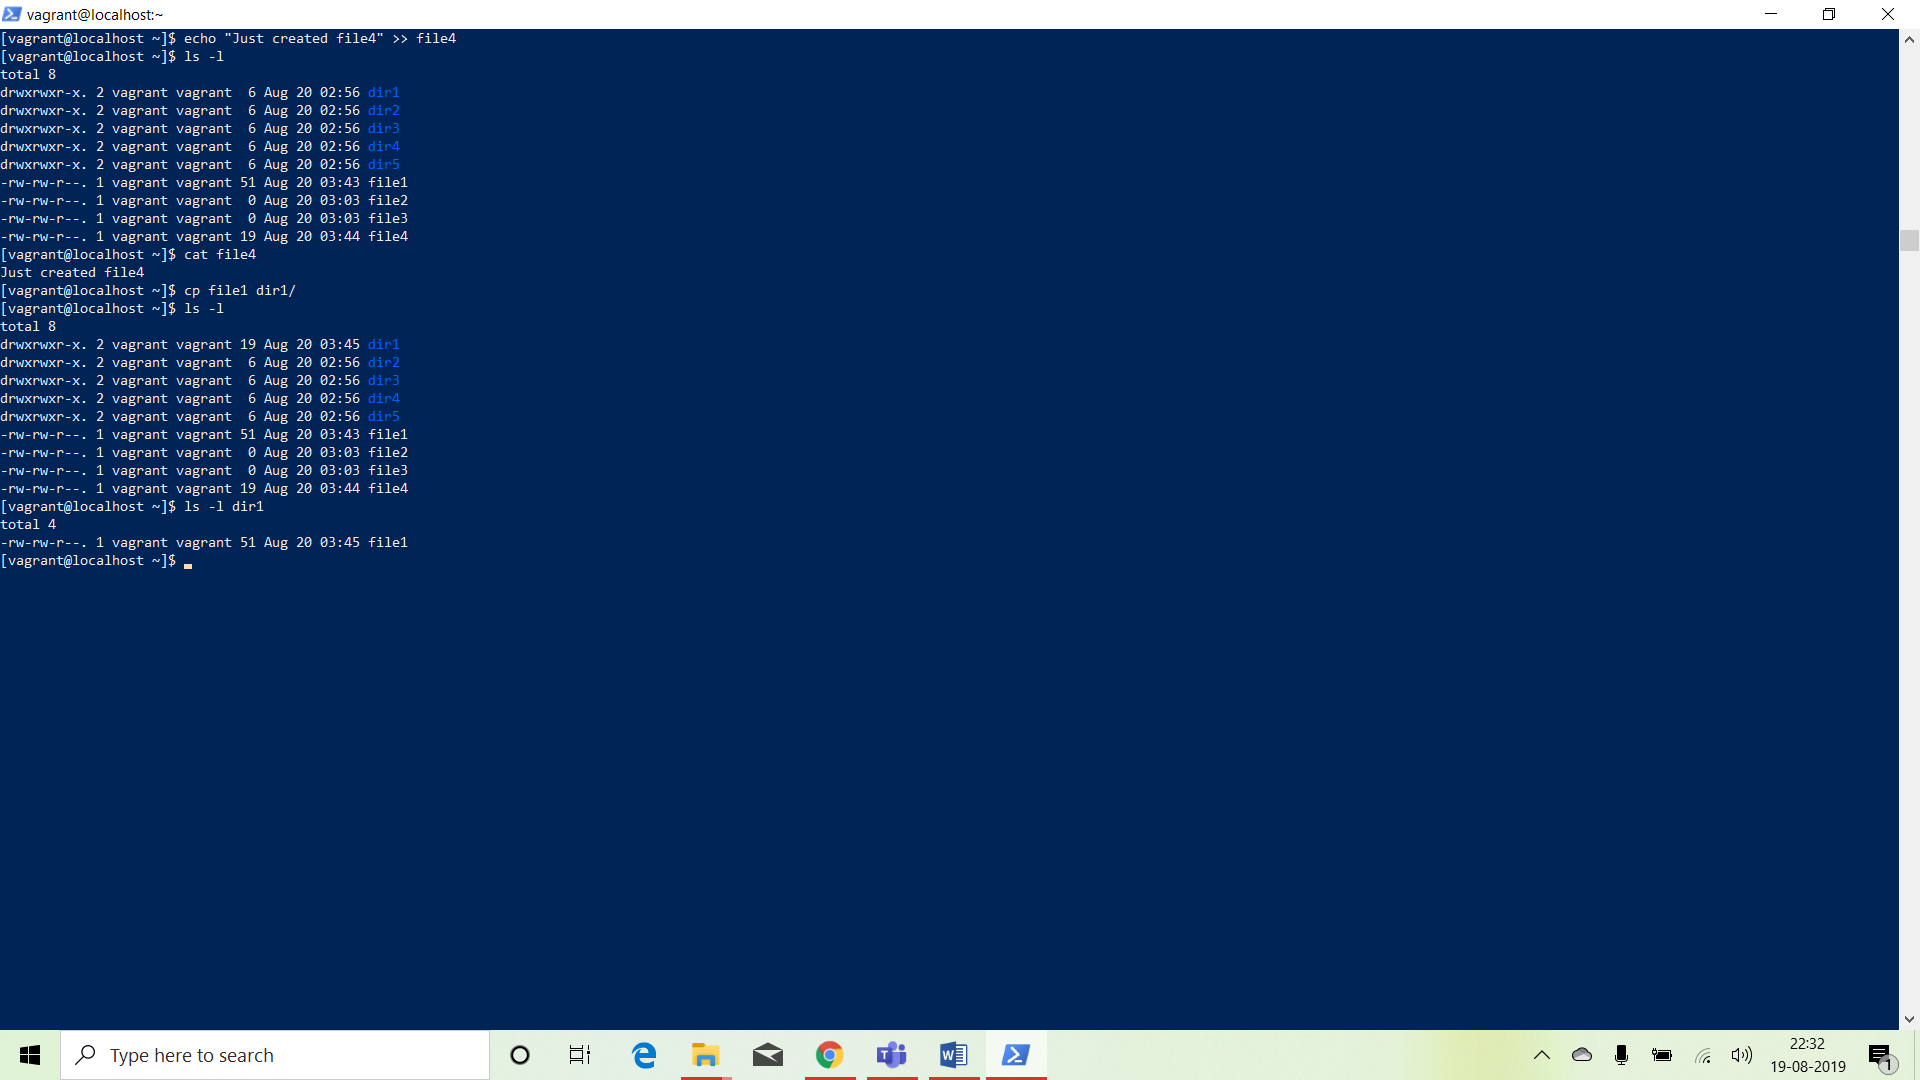 vagrant@localhost:~
[vagrant@localhost ~]$ echo "Just created file4" >> file4
[vagrant@localhost ~]$ ls -l
total 8
drwxrwxr-x. 2 vagrant vagrant  6 Aug 20 02:56 dir1
drwxrwxr-x. 2 vagrant vagrant  6 Aug 20 02:56 dir2
drwxrwxr-x. 2 vagrant vagrant  6 Aug 20 02:56 dir3
drwxrwxr-x. 2 vagrant vagrant  6 Aug 20 02:56 dir4
drwxrwxr-x. 2 vagrant vagrant  6 Aug 20 02:56 dir5
-rw-rw-r--. 1 vagrant vagrant 51 Aug 20 03:43 file1
-rw-rw-r--. 1 vagrant vagrant  0 Aug 20 03:03 file2
-rw-rw-r--. 1 vagrant vagrant  0 Aug 20 03:03 file3
-rw-rw-r--. 1 vagrant vagrant 19 Aug 20 03:44 file4
[vagrant@localhost ~]$ cat file4
Just created file4
[vagrant@localhost ~]$ cp file1 dir1/
[vagrant@localhost ~]$ ls -l
total 8
drwxrwxr-x. 2 vagrant vagrant 19 Aug 20 03:45 dir1
drwxrwxr-x. 2 vagrant vagrant  6 Aug 20 02:56 dir2
drwxrwxr-x. 2 vagrant vagrant  6 Aug 20 02:56 dir3
drwxrwxr-x. 2 vagrant vagrant  6 Aug 20 02:56 dir4
drwxrwxr-x. 2 vagrant vagrant  6 Aug 20 02:56 dir5
-rw-rw-r--. 1 vagrant vagrant 51 Aug 20 03:43 file1
-rw-rw-r--. 1 vagrant vagrant  0 Aug 20 03:03 file2
-rw-rw-r--. 1 vagrant vagrant  0 Aug 20 03:03 file3
-rw-rw-r--. 1 vagrant vagrant 19 Aug 20 03:44 file4
[vagrant@localhost ~]$ ls -l dir1
total 4
-rw-rw-r--. 1 vagrant vagrant 51 Aug 20 03:45 file1
[vagrant@localhost ~]$
Type here to search
22:32
19-08-2019
1